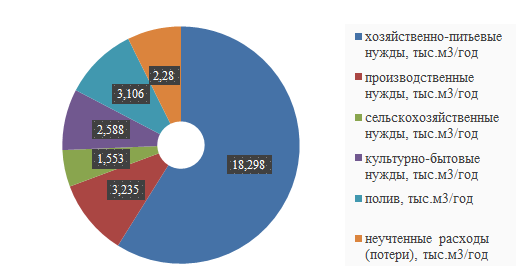 2,28
3,106
2,588
1,553
3,235
18,298
хозяйственно-питьевые
нужды, тыс.м3/год
производственные
нужды, тыс.м3/год
сельскохозяйственные
нужды, тыс.м3/год
культурно-бытовые
нужды, тыс.м3/год
полив, тыс.м3/год
неучтенные расходы
(потери), тыс.м3/год